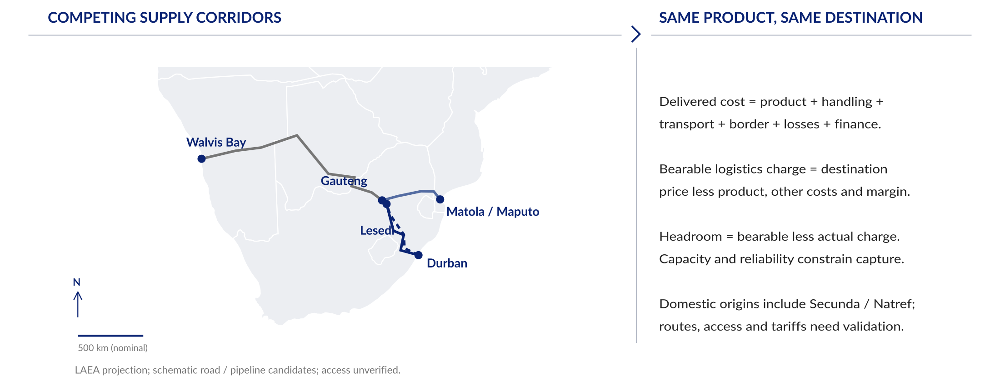 COMPETING SUPPLY CORRIDORS
Walvis Bay
Gauteng
Matola / Maputo
Lesedi
Durban
N
500 km (nominal)
LAEA projection; schematic road / pipeline candidates; access unverified.
SAME PRODUCT, SAME DESTINATION
Delivered cost = product + handling +
transport + border + losses + finance.
Bearable logistics charge = destination
price less product, other costs and margin.
Headroom = bearable less actual charge.
Capacity and reliability constrain capture.
Domestic origins include Secunda / Natref;
routes, access and tariffs need validation.